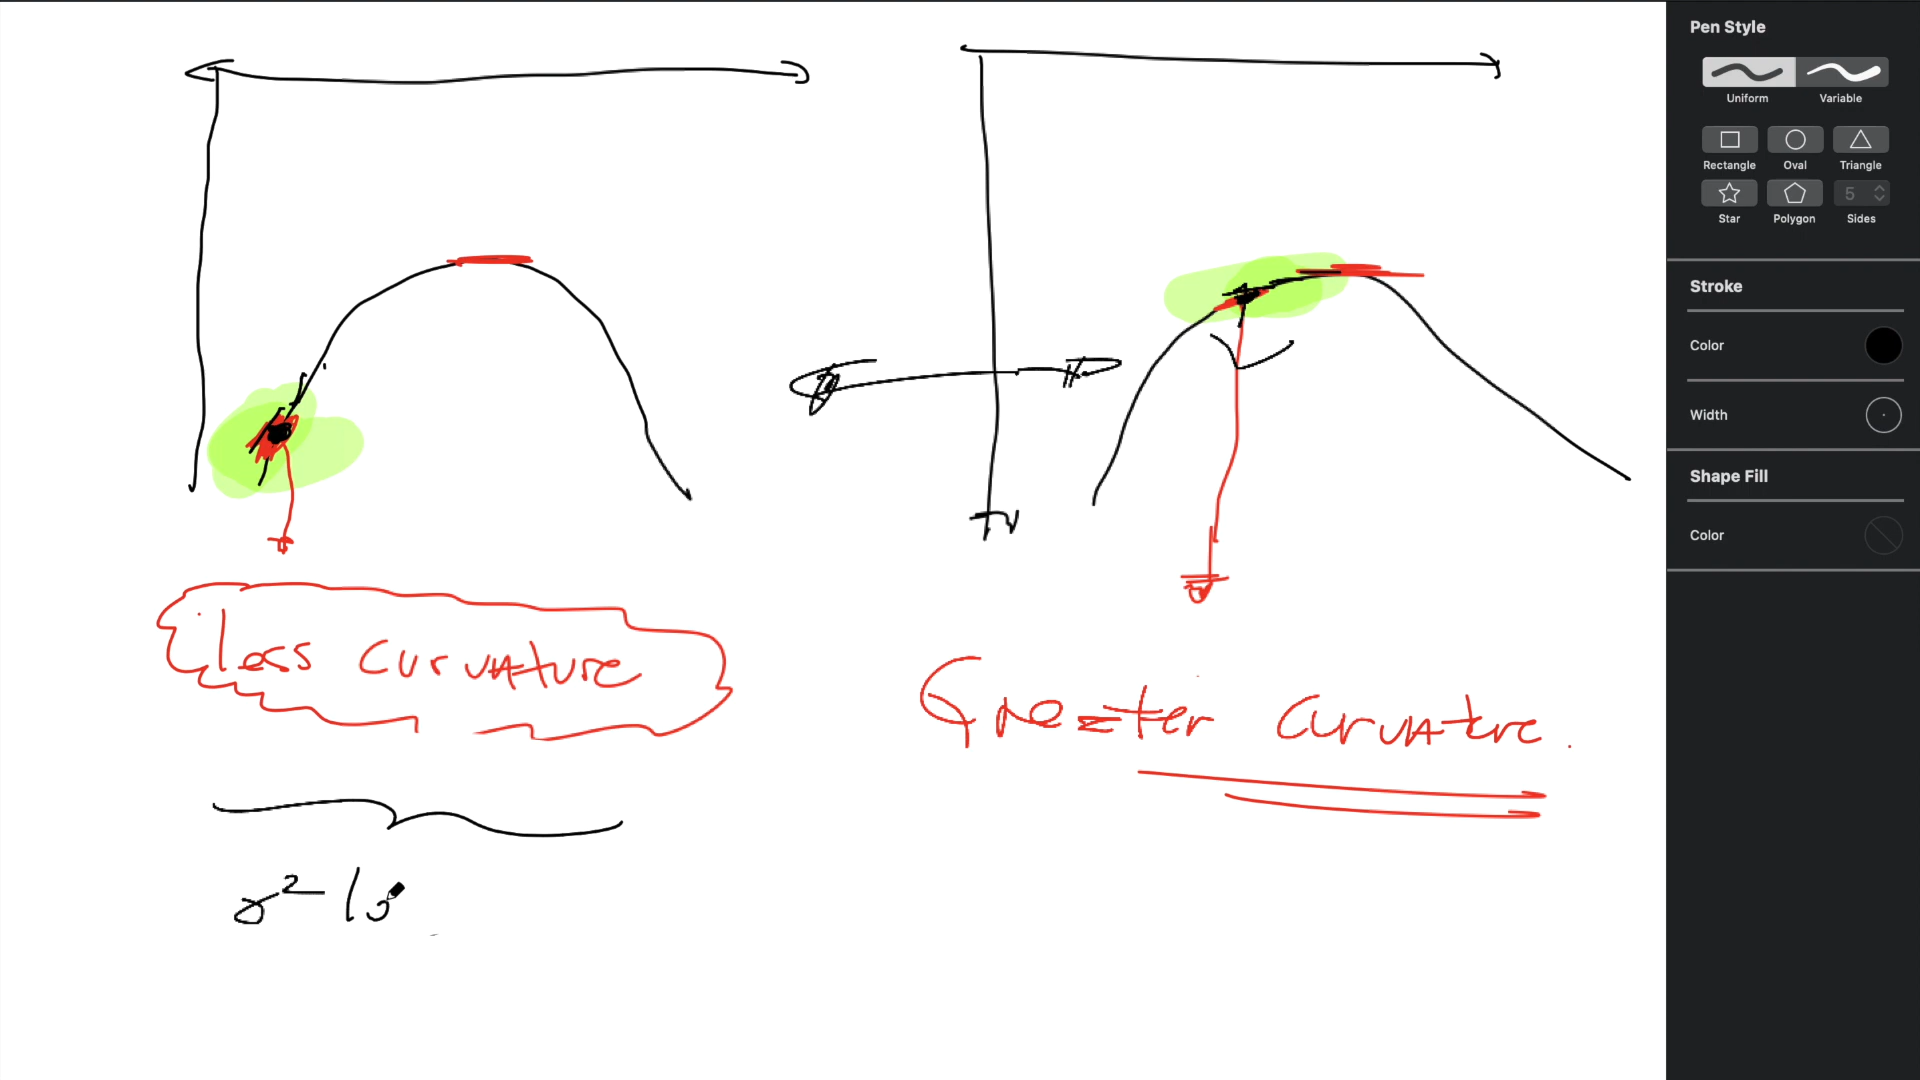 Pen Style
Uniform Variable
Rectangle Oval Triangle
5
Star Polygon Sides
Stroke
Color
Width
Shape Fill
Color
less curvature
Greater curvature.